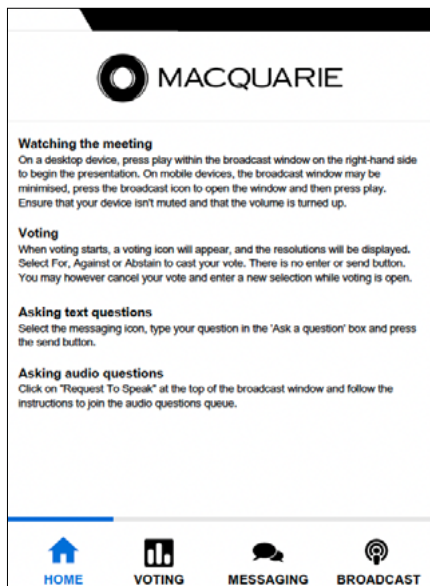 MACQUARIE
Watching the meeting
On a desktop device, press play within the broadcast window on the right-hand side
to begin the presentation. On mobile devices, the broadcast window may be
minimised, press the broadcast icon to open the window and then press play.
Ensure that your device isn't muted and that the volume is turned up.
Voting
When voting starts, a voting icon will appear, and the resolutions will be displayed.
Select For, Against or Abstain to cast your vote. There is no enter or send button.
You may however cancel your vote and enter a new selection while voting is open.
Asking text questions
Select the messaging icon, type your question in the 'Ask a question' box and press
the send button.
Asking audio questions
Click on "Request To Speak" at the top of the broadcast window and follow the
instructions to join the audio questions queue.
HOME VOTING MESSAGING BROADCAST